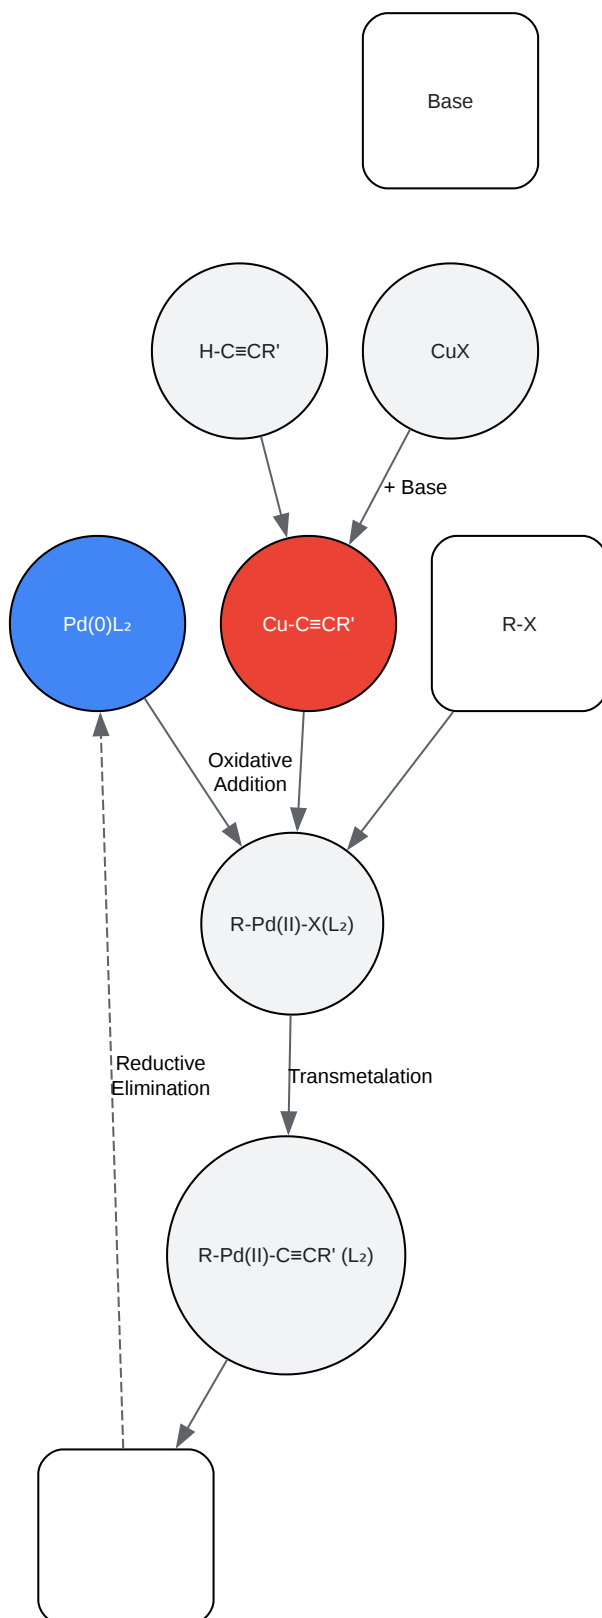 Base
H-C≡CR'
CuX
+ Base
Pd(0)L₂
Cu-C≡CR'
R-X
Oxidative
Addition
R-Pd(II)-X(L₂)
Reductive
Elimination
Transmetalation
R-Pd(II)-C≡CR' (L₂)